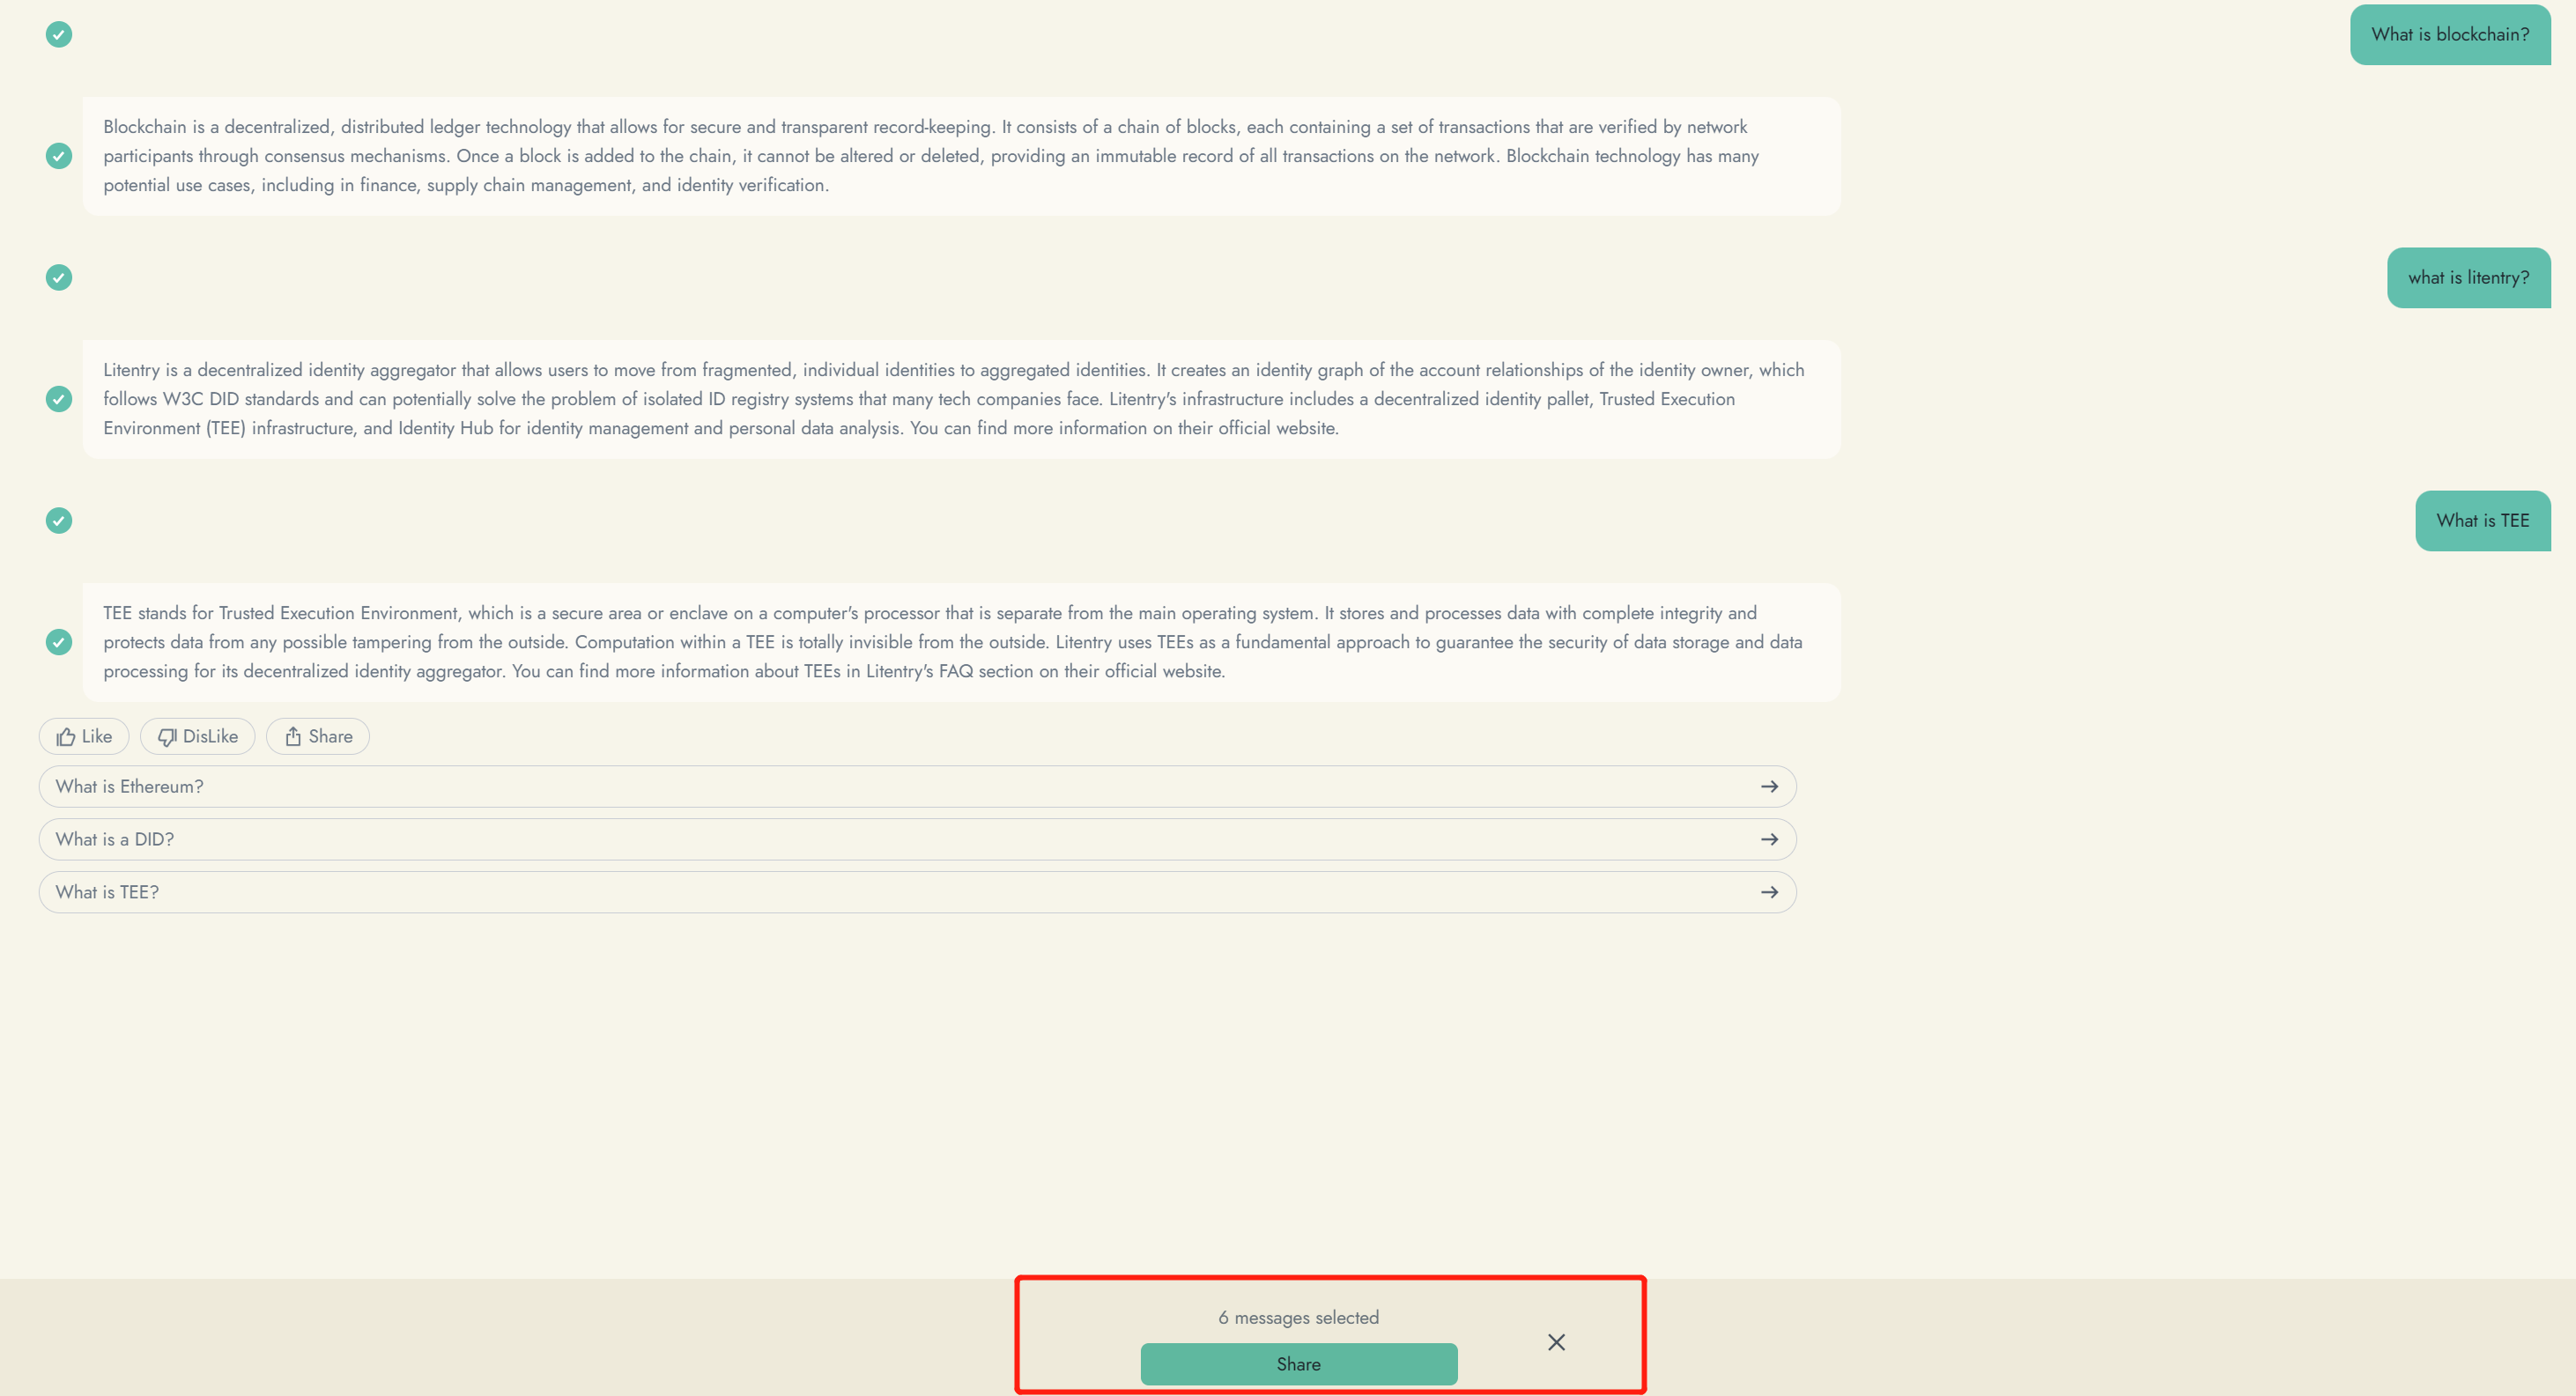 What is blockchain?
Blockchain is a decentralized, distributed ledger technology that allows for secure and transparent record-keeping. It consists of a chain of blocks, each containing a set of transactions that are verified by network
participants through consensus mechanisms. Once a block is added to the chain, it cannot be altered or deleted, providing an immutable record of all transactions on the network. Blockchain technology has many
potential use cases, including in finance, supply chain management, and identity verification.
what is litentry?
Litentry is a decentralized identity aggregator that allows users to move from fragmented, individual identities to aggregated identities. It creates an identity graph of the account relationships of the identity owner, which
follows W3C DID standards and can potentially solve the problem of isolated ID registry systems that many tech companies face. Litentry's infrastructure includes a decentralized identity pallet, Trusted Execution
Environment (TEE) infrastructure, and Identity Hub for identity management and personal data analysis. You can find more information on their official website.
What is TEE
TEE stands for Trusted Execution Environment, which is a secure area or enclave on a computer's processor that is separate from the main operating system. It stores and processes data with complete integrity and
protects data from any possible tampering from the outside. Computation within a TEE is totally invisible from the outside. Litentry uses TEEs as a fundamental approach to guarantee the security of data storage and data
processing for its decentralized identity aggregator. You can find more information about TEEs in Litentry's FAQ section on their official website.
Like DisLike Share
What is Ethereum?
What is a DID?
What is TEE?
6 messages selected
Share